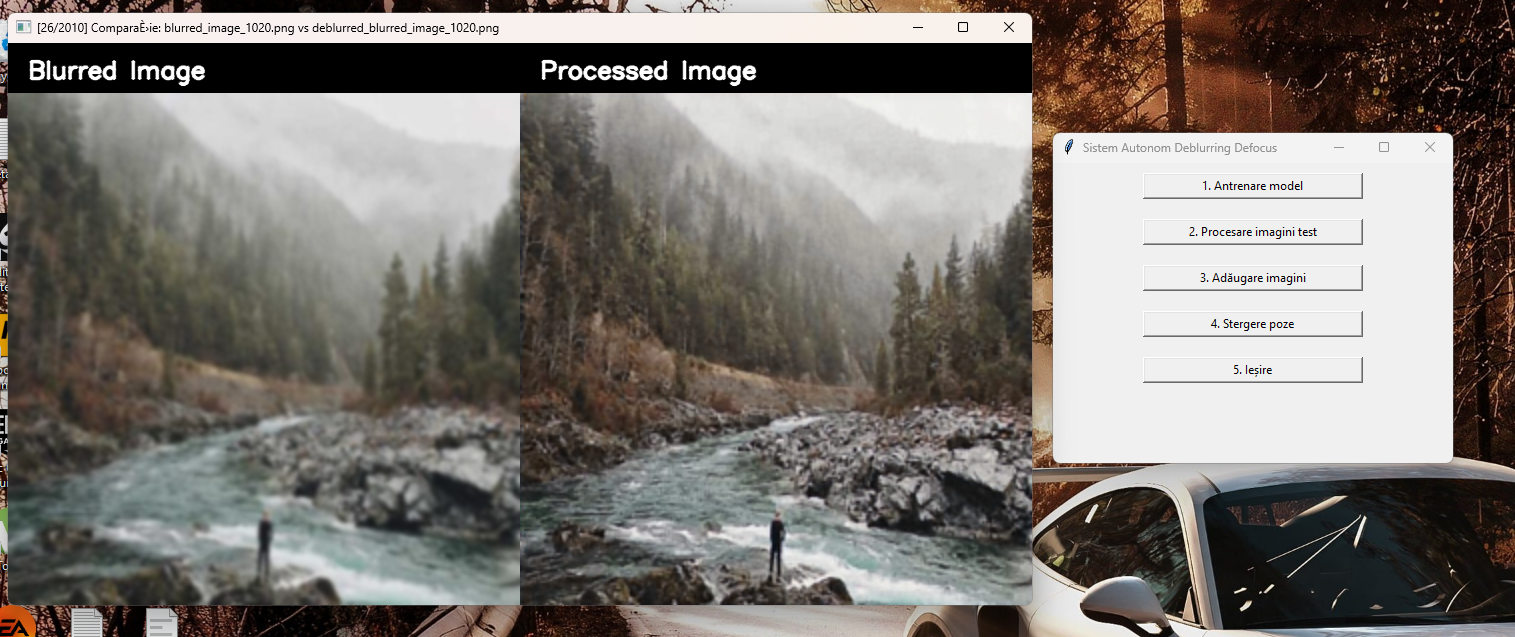 [26/2010] ComparaÈ›ie: blurred_image_1020.png vs deblurred_blurred_image_1020.png
Blurred Image
Processed Image
Sistem Autonom Deblurring Defocus
1. Antrenare model
2. Procesare imagini test
3. Adăugare imagini
4. Stergere poze
5. Ieșire
EA